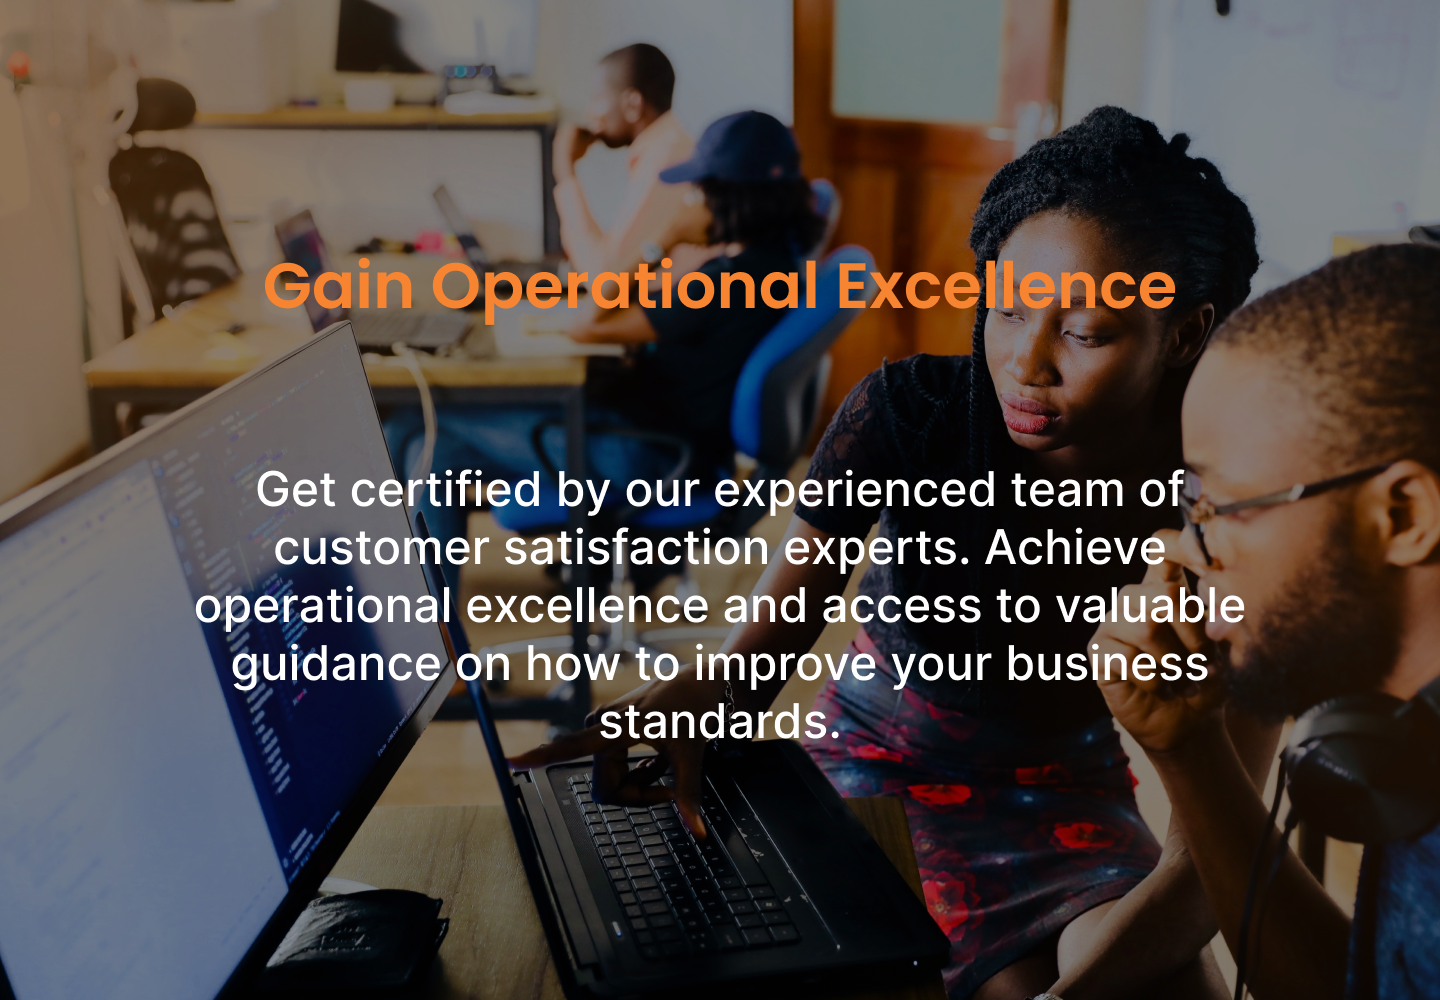 Gain Operational Excellence
Get certified by our experienced team of
customer satisfaction experts. Achieve
operational excellence and access to valuable
guidance on how to improve your business
standards.